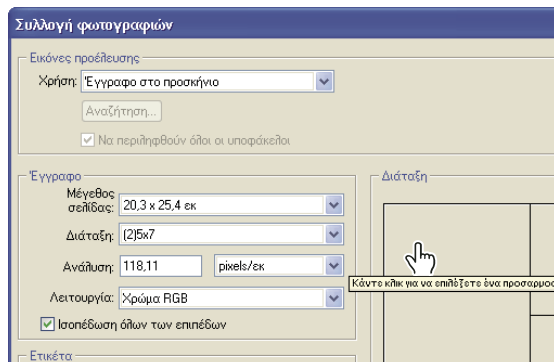 Συλλογή φωτογραφιών
Εικόνες προέλευσης
Χρήση: Έγγραφο στο προσκήνιο
Αναζήτηση...
Να περιληφθούν όλοι οι υποφάκελοι
Έγγραφο
Μέγεθος σελίδας: 20,3 x 25,4 εκ
Διάταξη: (2)5x7
Ανάλυση: 118,11 pixels/εκ
Λειτουργία: Χρώμα RGB
Ισοπέδωση όλων των επιπέδων
Διάταξη
Κάντε κλικ για να επιλέξετε ένα προσαρμοσ
Ετικέτα